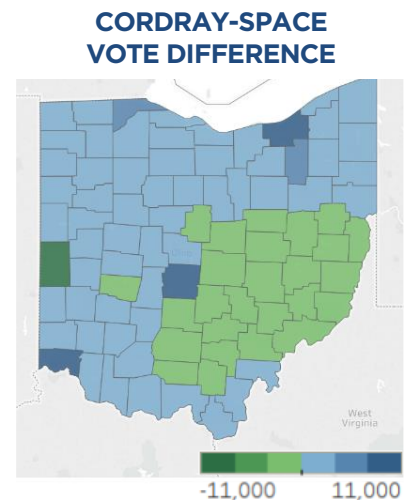 CORDRAY-SPACE
VOTE DIFFERENCE
West
Virginia
-11,000 11,000